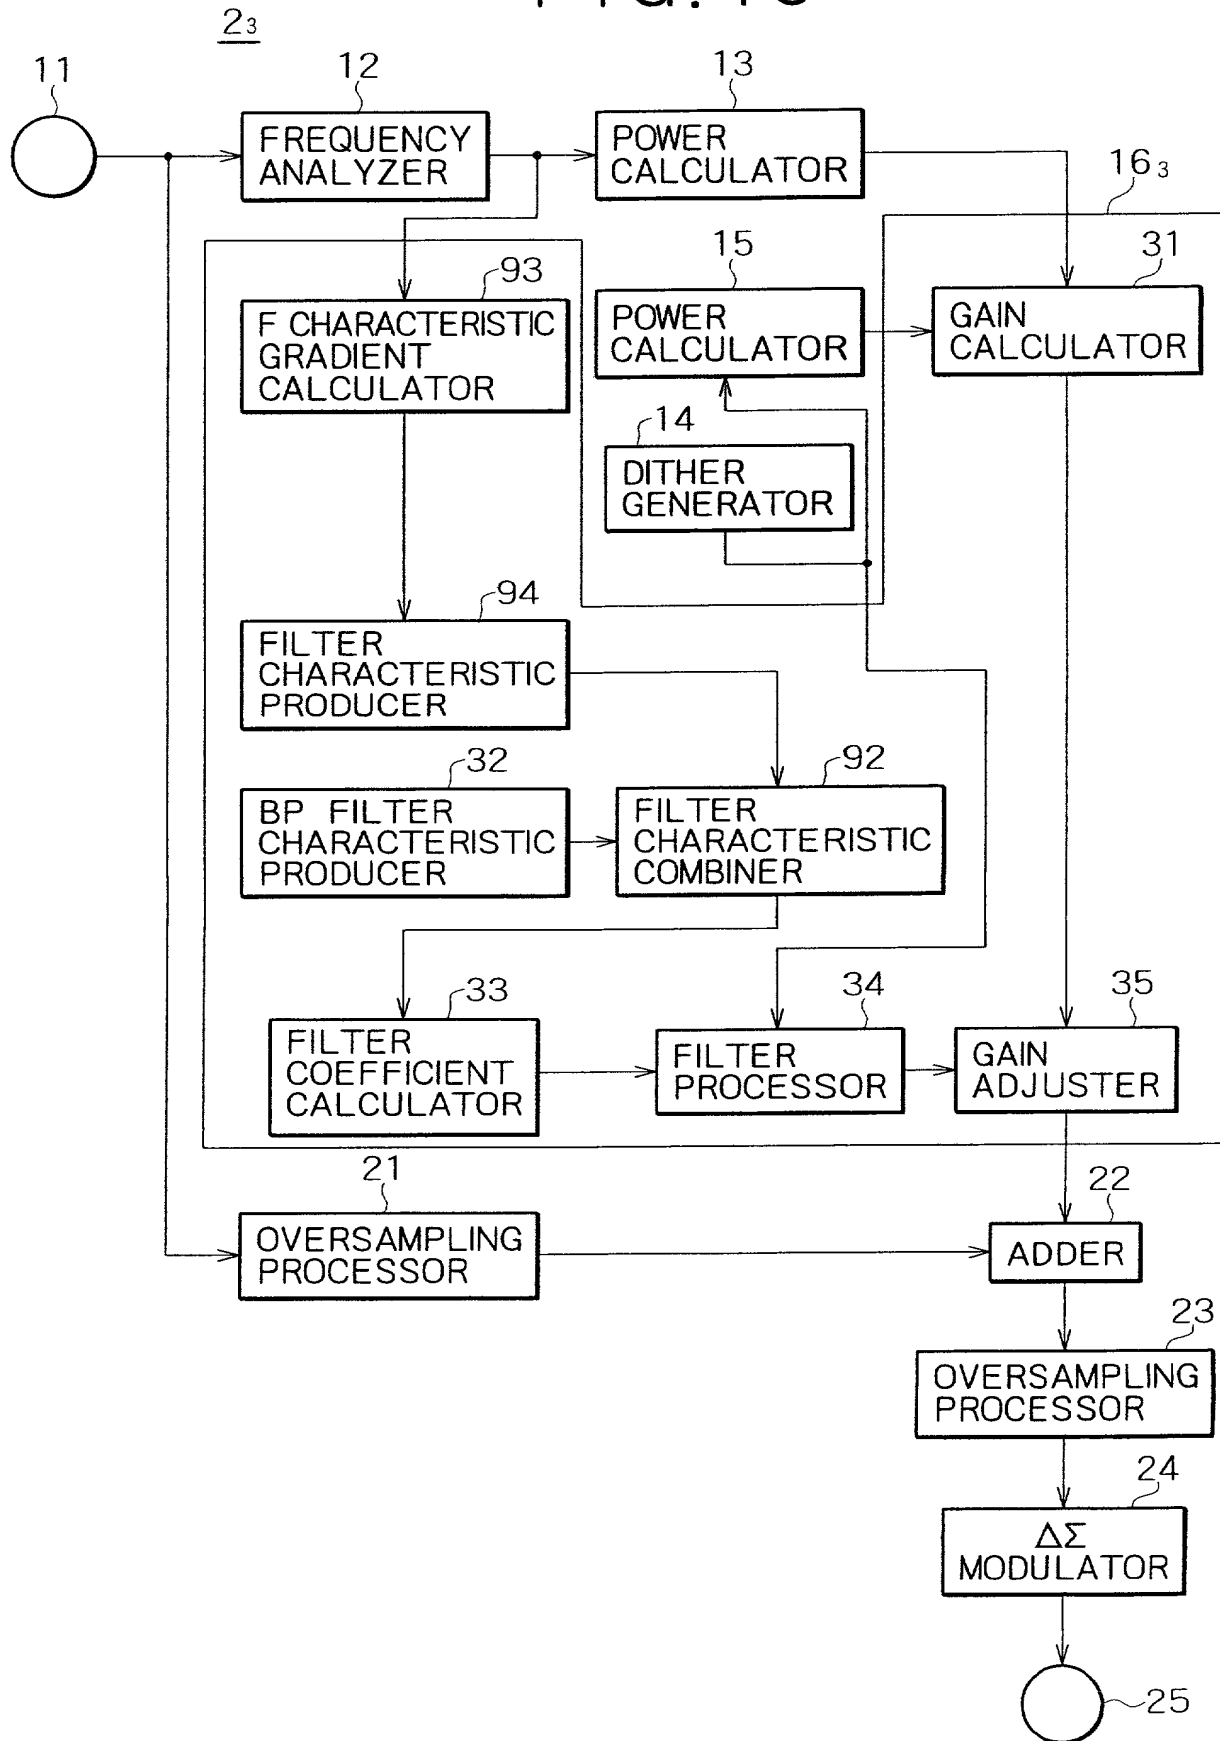 2₃
11
12
13
FREQUENCY
ANALYZER
POWER
CALCULATOR
16₃
93
15
31
F CHARACTERISTIC
GRADIENT
CALCULATOR
POWER
CALCULATOR
GAIN
CALCULATOR
14
DITHER
GENERATOR
94
FILTER
CHARACTERISTIC
PRODUCER
32
92
BP FILTER
CHARACTERISTIC
PRODUCER
FILTER
CHARACTERISTIC
COMBINER
33
34
35
FILTER
COEFFICIENT
CALCULATOR
FILTER
PROCESSOR
GAIN
ADJUSTER
21
22
OVERSAMPLING
PROCESSOR
ADDER
23
OVERSAMPLING
PROCESSOR
24
ΔΣ
MODULATOR
25